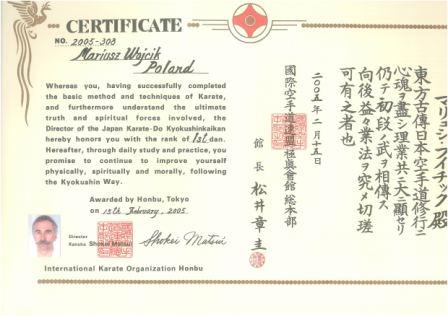 CERTIFICATE
NO. 2005-308
Mariusz Wojcik
Poland
Whereas you, having successfully completed
the basic method and techniques of Karate,
and furthermore understand the ultimate
truth and spiritual forces involved, the
Director of the Japan Karate-Do Kyokushinkaikan
hereby honors you with the rank of 1st dan.
Hereafter, through daily study and practice, you
promise to continue to improve yourself
physically, spiritually and morally, following
the Kyokushin Way.
Awarded by Honbu, Tokyo
on 15th February, 2005
Director
Kancho Shokei Matsui
Shokei Matsui
International Karate Organization Honbu
マリユシュ ヴイチック 殿
東方古傳日本空手道修行ニ
心魂ヲ盡シ理業共ニ大ニ顯セリ
仍テ初段ノ武ヲ相傳ス
向後益々業法ヲ究メ切瑳
可有之者也
二〇〇五年二月十五日
國際空手道連盟極眞會館 総本部
館長 松井章圭